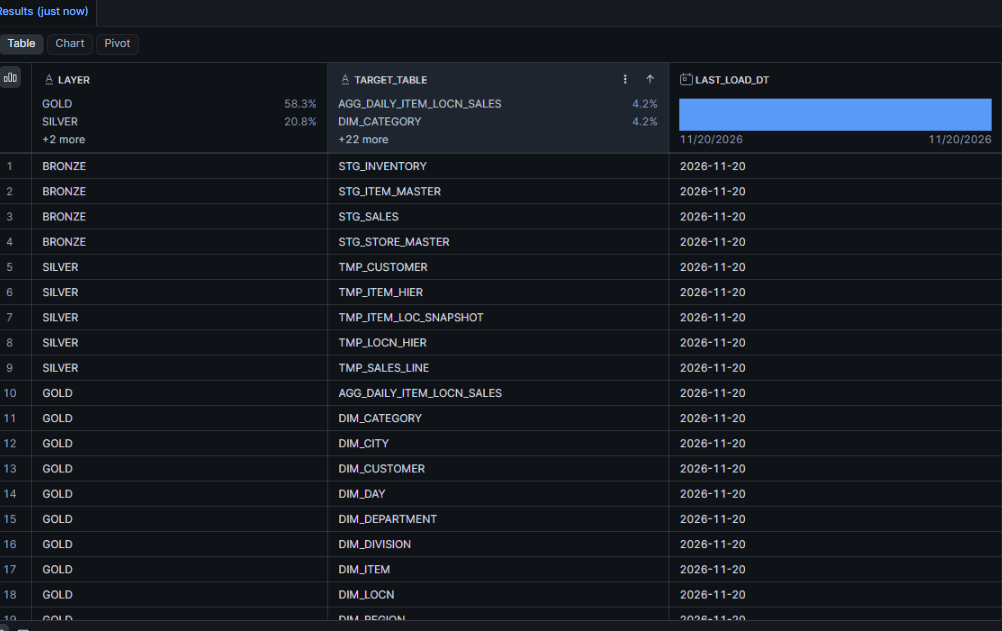 Results (just now)
Table Chart Pivot
LAYER TARGET_TABLE LAST_LOAD_DT
GOLD 58.3% AGG_DAILY_ITEM_LOCN_SALES 4.2%
SILVER 20.8% DIM_CATEGORY 4.2%
+2 more +22 more 11/20/2026 11/20/2026
1 BRONZE STG_INVENTORY 2026-11-20
2 BRONZE STG_ITEM_MASTER 2026-11-20
3 BRONZE STG_SALES 2026-11-20
4 BRONZE STG_STORE_MASTER 2026-11-20
5 SILVER TMP_CUSTOMER 2026-11-20
6 SILVER TMP_ITEM_HIER 2026-11-20
7 SILVER TMP_ITEM_LOC_SNAPSHOT 2026-11-20
8 SILVER TMP_LOCN_HIER 2026-11-20
9 SILVER TMP_SALES_LINE 2026-11-20
10 GOLD AGG_DAILY_ITEM_LOCN_SALES 2026-11-20
11 GOLD DIM_CATEGORY 2026-11-20
12 GOLD DIM_CITY 2026-11-20
13 GOLD DIM_CUSTOMER 2026-11-20
14 GOLD DIM_DAY 2026-11-20
15 GOLD DIM_DEPARTMENT 2026-11-20
16 GOLD DIM_DIVISION 2026-11-20
17 GOLD DIM_ITEM 2026-11-20
18 GOLD DIM_LOCN 2026-11-20
19 GOLD DIM_REGION 2026-11-20